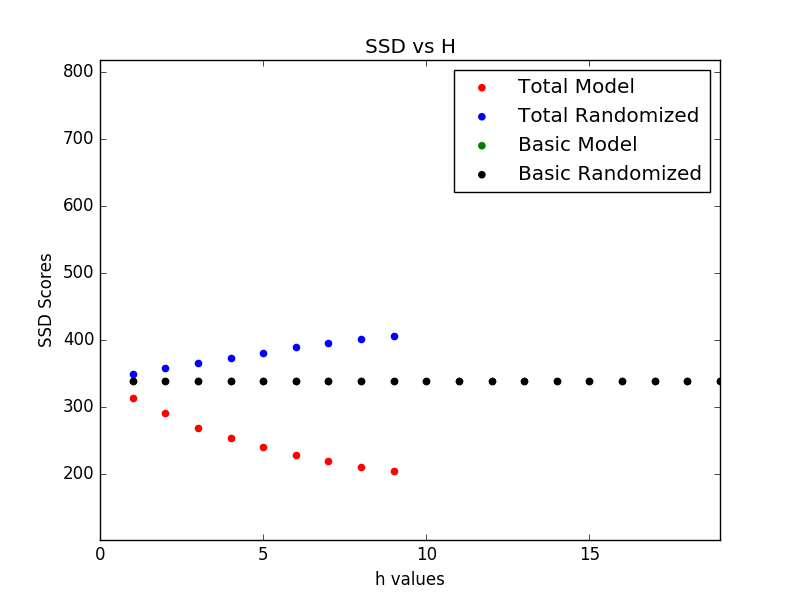 SSD vs H
Total Model
Total Randomized
Basic Model
Basic Randomized
SSD Scores
800
700
600
500
400
300
200
0 5 10 15
h values